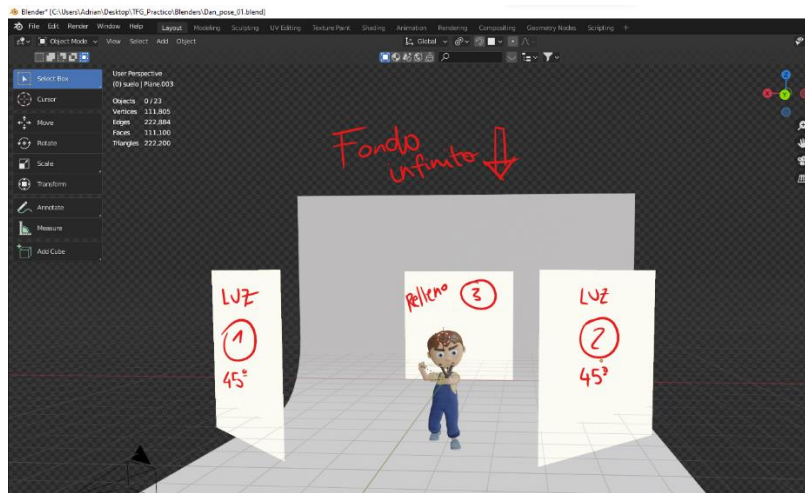 Blender* [C:\Users\Adnan\Desktop\TFG_Practico\Blenders\Dan_pose_01.blend]
File Edit Render Window Help Layout Modeling Sculpting UV Editing Texture Paint Shading Animation Rendering Compositing Geometry Nodes Scripting +
Object Mode View Select Add Object Global
Select Box
Cursor
Move
Rotate
Scale
Transform
Annotate
Measure
Add Cube
User Perspective
(0) suelo | Plane.003
Objects 0/23
Vertices 111,805
Edges 222,884
Faces 111,100
Triangles 222,200
Fondo
infinito
LUZ
1
45°
Relleno 3
LUZ
2
45°